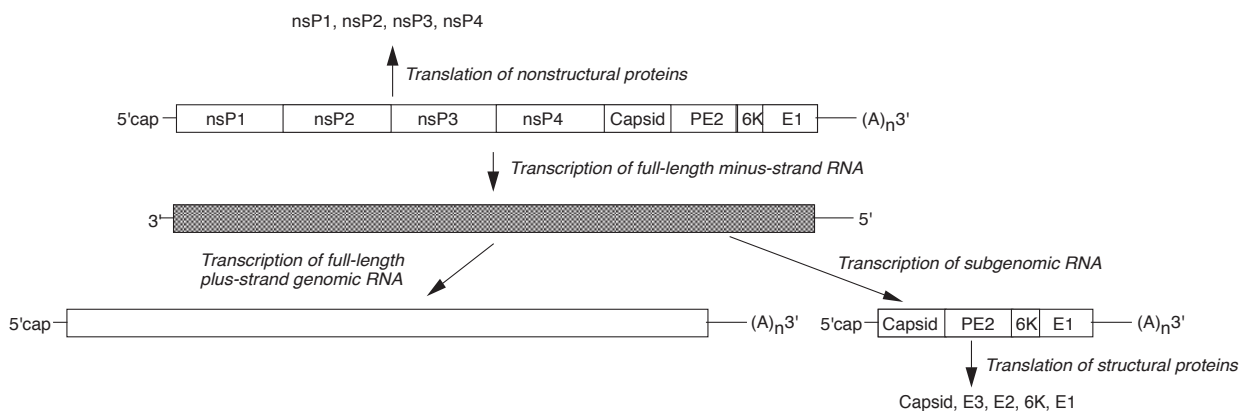 nsP1, nsP2, nsP3, nsP4
Translation of nonstructural proteins
5'cap nsP1 nsP2 nsP3 nsP4 Capsid PE2 6K E1 (A)n3'
Transcription of full-length minus-strand RNA
3' 5'
Transcription of full-length
plus-strand genomic RNA
Transcription of subgenomic RNA
5'cap (A)n3'
5'cap Capsid PE2 6K E1 (A)n3'
Translation of structural proteins
Capsid, E3, E2, 6K, E1